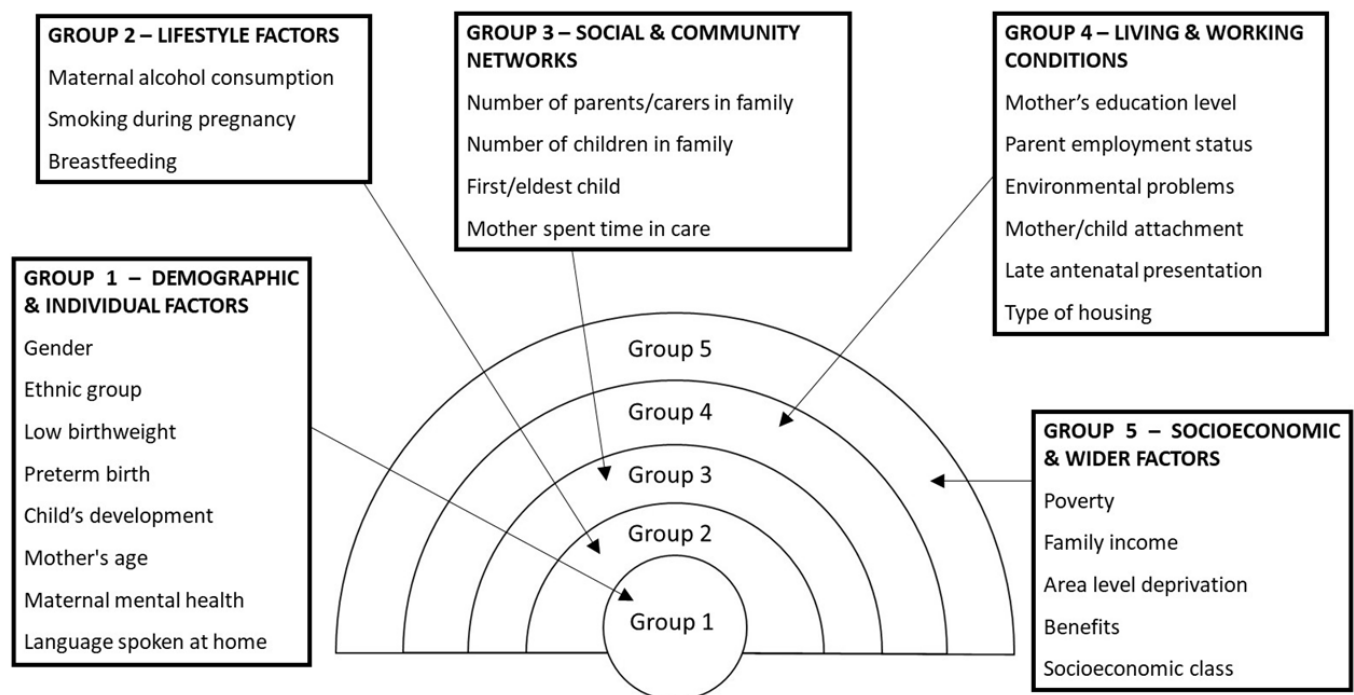 GROUP 2 – LIFESTYLE FACTORS
Maternal alcohol consumption
Smoking during pregnancy
Breastfeeding
GROUP 3 – SOCIAL & COMMUNITY
NETWORKS
Number of parents/carers in family
Number of children in family
First/eldest child
Mother spent time in care
GROUP 4 – LIVING & WORKING
CONDITIONS
Mother’s education level
Parent employment status
Environmental problems
Mother/child attachment
Late antenatal presentation
Type of housing
GROUP 1 – DEMOGRAPHIC
& INDIVIDUAL FACTORS
Gender
Ethnic group
Low birthweight
Preterm birth
Child’s development
Mother's age
Maternal mental health
Language spoken at home
Group 5
Group 4
Group 3
Group 2
Group 1
GROUP 5 – SOCIOECONOMIC
& WIDER FACTORS
Poverty
Family income
Area level deprivation
Benefits
Socioeconomic class